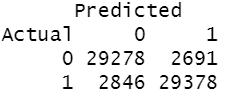 Predicted
Actual 0 1
0 29278 2691
1 2846 29378